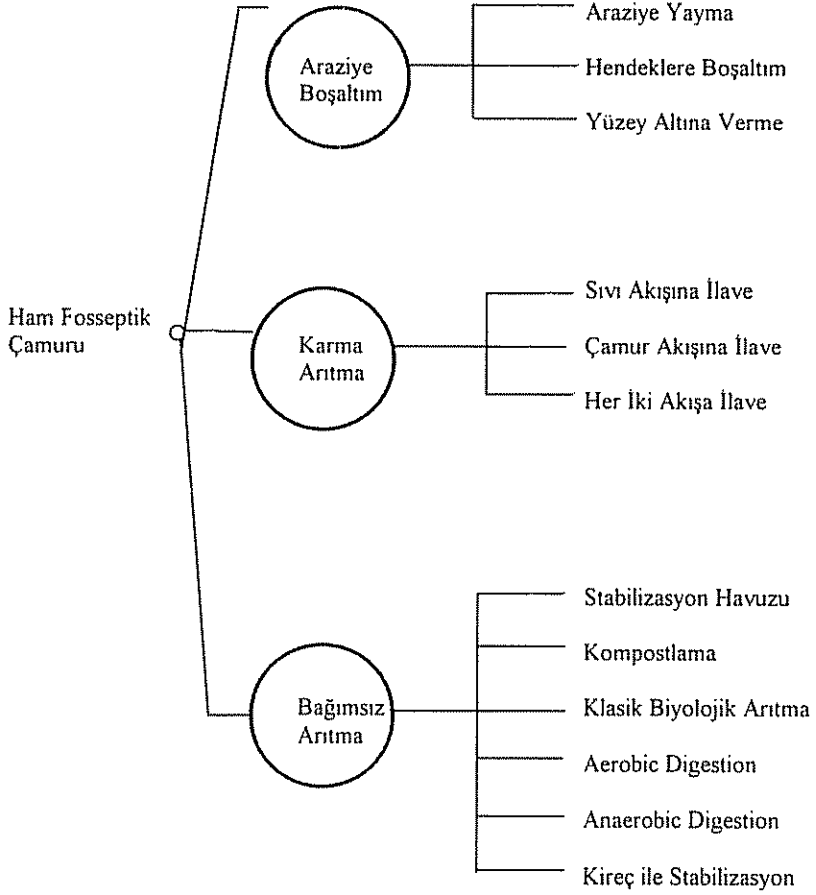 Araziye Boşaltım
Araziye Yayma
Hendeklere Boşaltım
Yüzey Altına Verme
Ham Fosseptik
Çamuru
Karma
Arıtma
Sıvı Akışına İlave
Çamur Akışına İlave
Her İki Akışa İlave
Bağımsız
Arıtma
Stabilizasyon Havuzu
Kompostlama
Klasik Biyolojik Arıtma
Aerobic Digestion
Anaerobic Digestion
Kireç ile Stabilizasyon